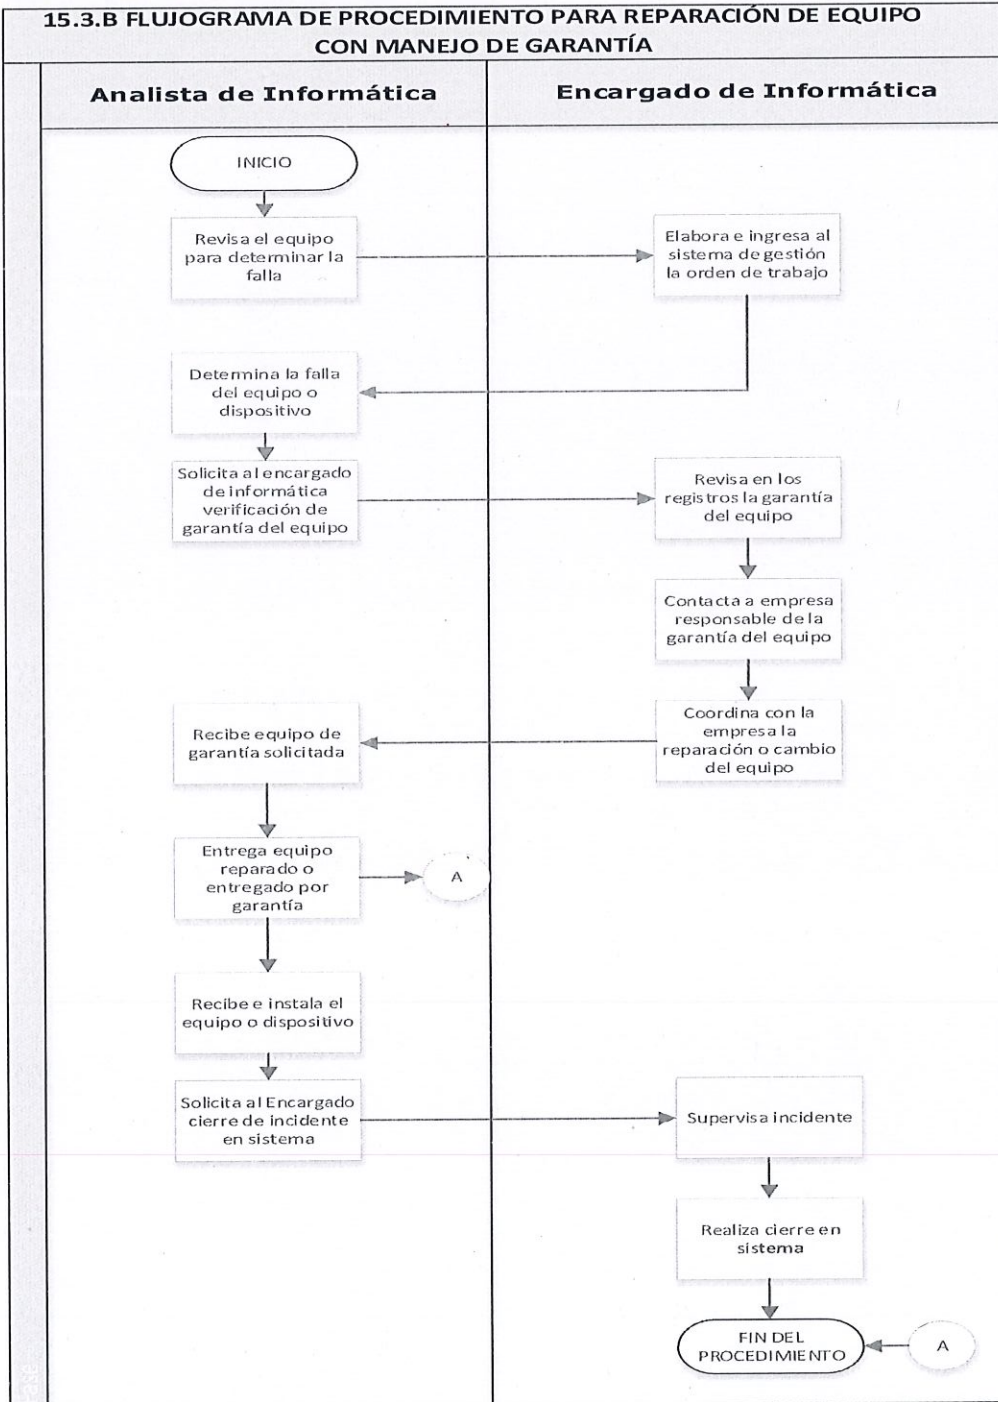 15.3.B FLUJOGRAMA DE PROCEDIMIENTO PARA REPARACIÓN DE EQUIPO
CON MANEJO DE GARANTÍA
Analista de Informática
Encargado de Informática
INICIO
Revisa el equipo
para determinar la
falla
Elabora e ingresa al
sistema de gestión
la orden de trabajo
Determina la falla
del equipo o
dispositivo
Solicita al encargado
de informática
verificación de
garantía del equipo
Revisa en los
registros la garantía
del equipo
Contacta a empresa
responsable de la
garantía del equipo
Coordina con la
empresa la
reparación o cambio
del equipo
Recibe equipo de
garantía solicitada
Entrega equipo
reparado o
entregado por
garantía
A
Recibe e instala el
equipo o dispositivo
Solicita al Encargado
cierre de incidente
en sistema
Supervisa incidente
Realiza cierre en
sistema
FIN DEL
PROCEDIMIENTO
A
Fase